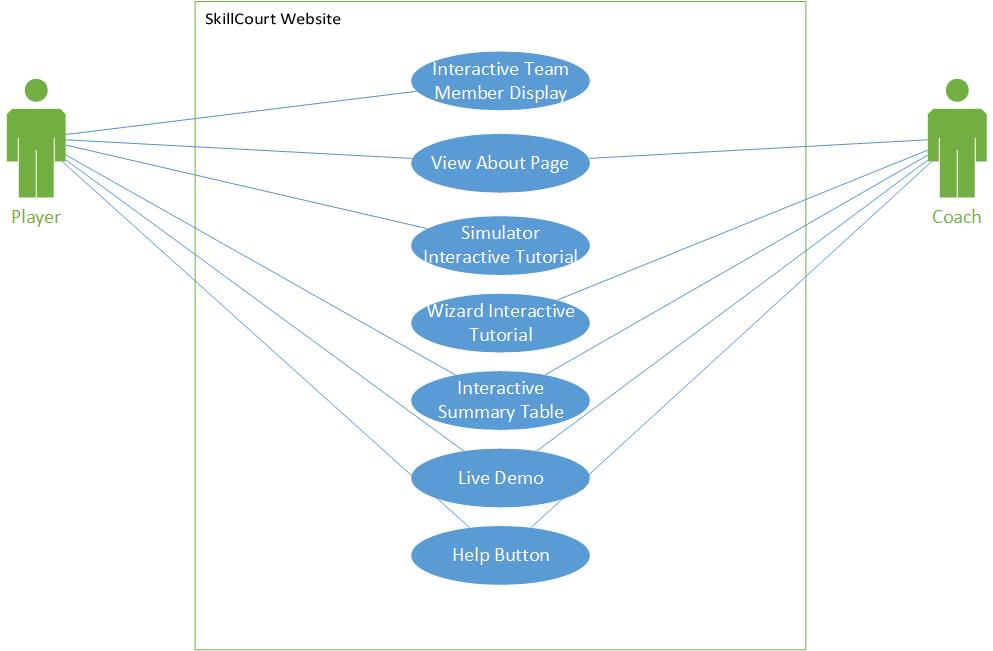 SkillCourt Website
Interactive Team
Member Display
View About Page
Simulator
Interactive Tutorial
Wizard Interactive
Tutorial
Interactive
Summary Table
Live Demo
Help Button
Player
Coach